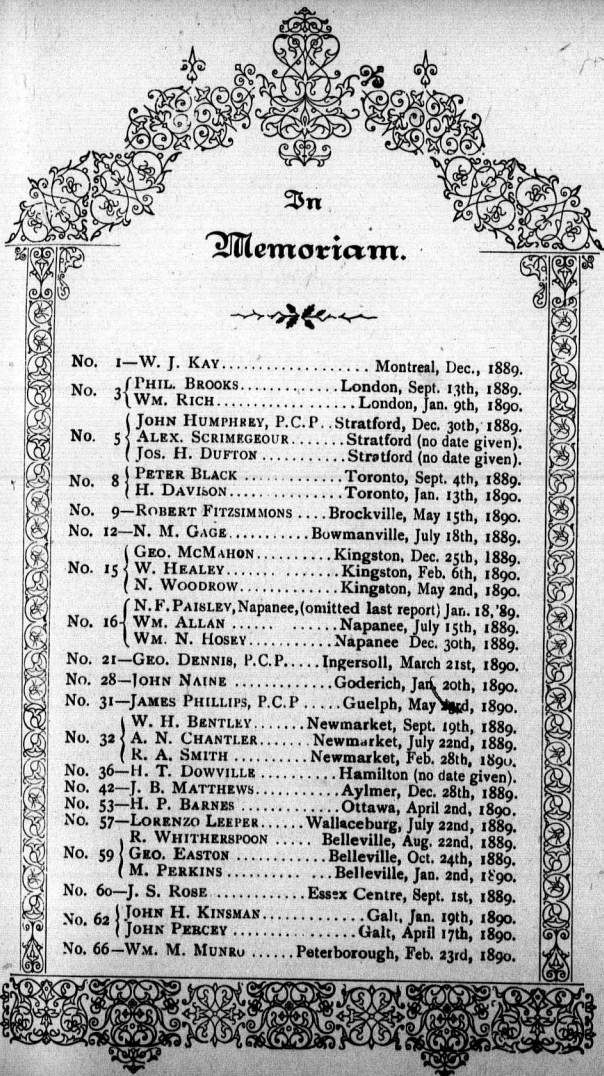 In
Memoriam.
No. 1—W. J. KAY.................. Montreal, Dec., 1889.
No. 3 { PHIL. BROOKS............London, Sept. 13th, 1889.
WM. RICH.................London, Jan. 9th, 1890.
JOHN HUMPHREY, P.C.P..Stratford, Dec. 30th, 1889.
No. 5 { ALEX. SCRIMEGEOUR.......Stratford (no date given).
JOS. H. DUFTON...........Stratford (no date given).
No. 8 { PETER BLACK............Toronto, Sept. 4th, 1889.
H. DAVISON..............Toronto, Jan. 13th, 1890.
No. 9—ROBERT FITZSIMMONS....Brockville, May 15th, 1890.
No. 12—N. M. GAGE...........Bowmanville, July 18th, 1889.
GEO. MCMAHON..........Kingston, Dec. 25th, 1889.
No. 15 { W. HEALEY..............Kingston, Feb. 6th, 1890.
N. WOODROW............Kingston, May 2nd, 1890.
N.F. PAISLEY, Napanee, (omitted last report) Jan. 18, '89.
No. 16 { WM. ALLAN..............Napanee, July 15th, 1889.
WM. N. HOSEY............Napanee Dec. 30th, 1889.
No. 21—GEO. DENNIS, P.C.P.....Ingersoll, March 21st, 1890.
No. 28—JOHN NAINE............Goderich, Jan. 20th, 1890.
No. 31—JAMES PHILLIPS, P.C.P.....Guelph, May 1890.
W. H. BENTLEY.......Newmarket, Sept. 19th, 1889.
No. 32 { A. N. CHANTLER.......Newmarket, July 22nd, 1889.
R. A. SMITH..........Newmarket, Feb. 28th, 1890.
No. 36—H. T. DOWVILLE...........Hamilton (no date given).
No. 42—J. B. MATTHEWS...........Aylmer, Dec. 28th, 1889.
No. 53—H. P. BARNES..............Ottawa, April 2nd, 1890.
No. 57—LORENZO LEEPER......Wallaceburg, July 22nd, 1889.
R. WHITHERSPOON.....Belleville, Aug. 22nd, 1889.
No. 59 { GEO. EASTON...........Belleville, Oct. 24th, 1889.
M. PERKINS...........Belleville, Jan. 2nd, 1890.
No. 60—J. S. ROSE............Essex Centre, Sept. 1st, 1889.
No. 62 { JOHN H. KINSMAN.............Galt, Jan. 19th, 1890.
JOHN PERCEY................Galt, April 17th, 1890.
No. 66—WM. M. MUNRO......Peterborough, Feb. 23rd, 1890.